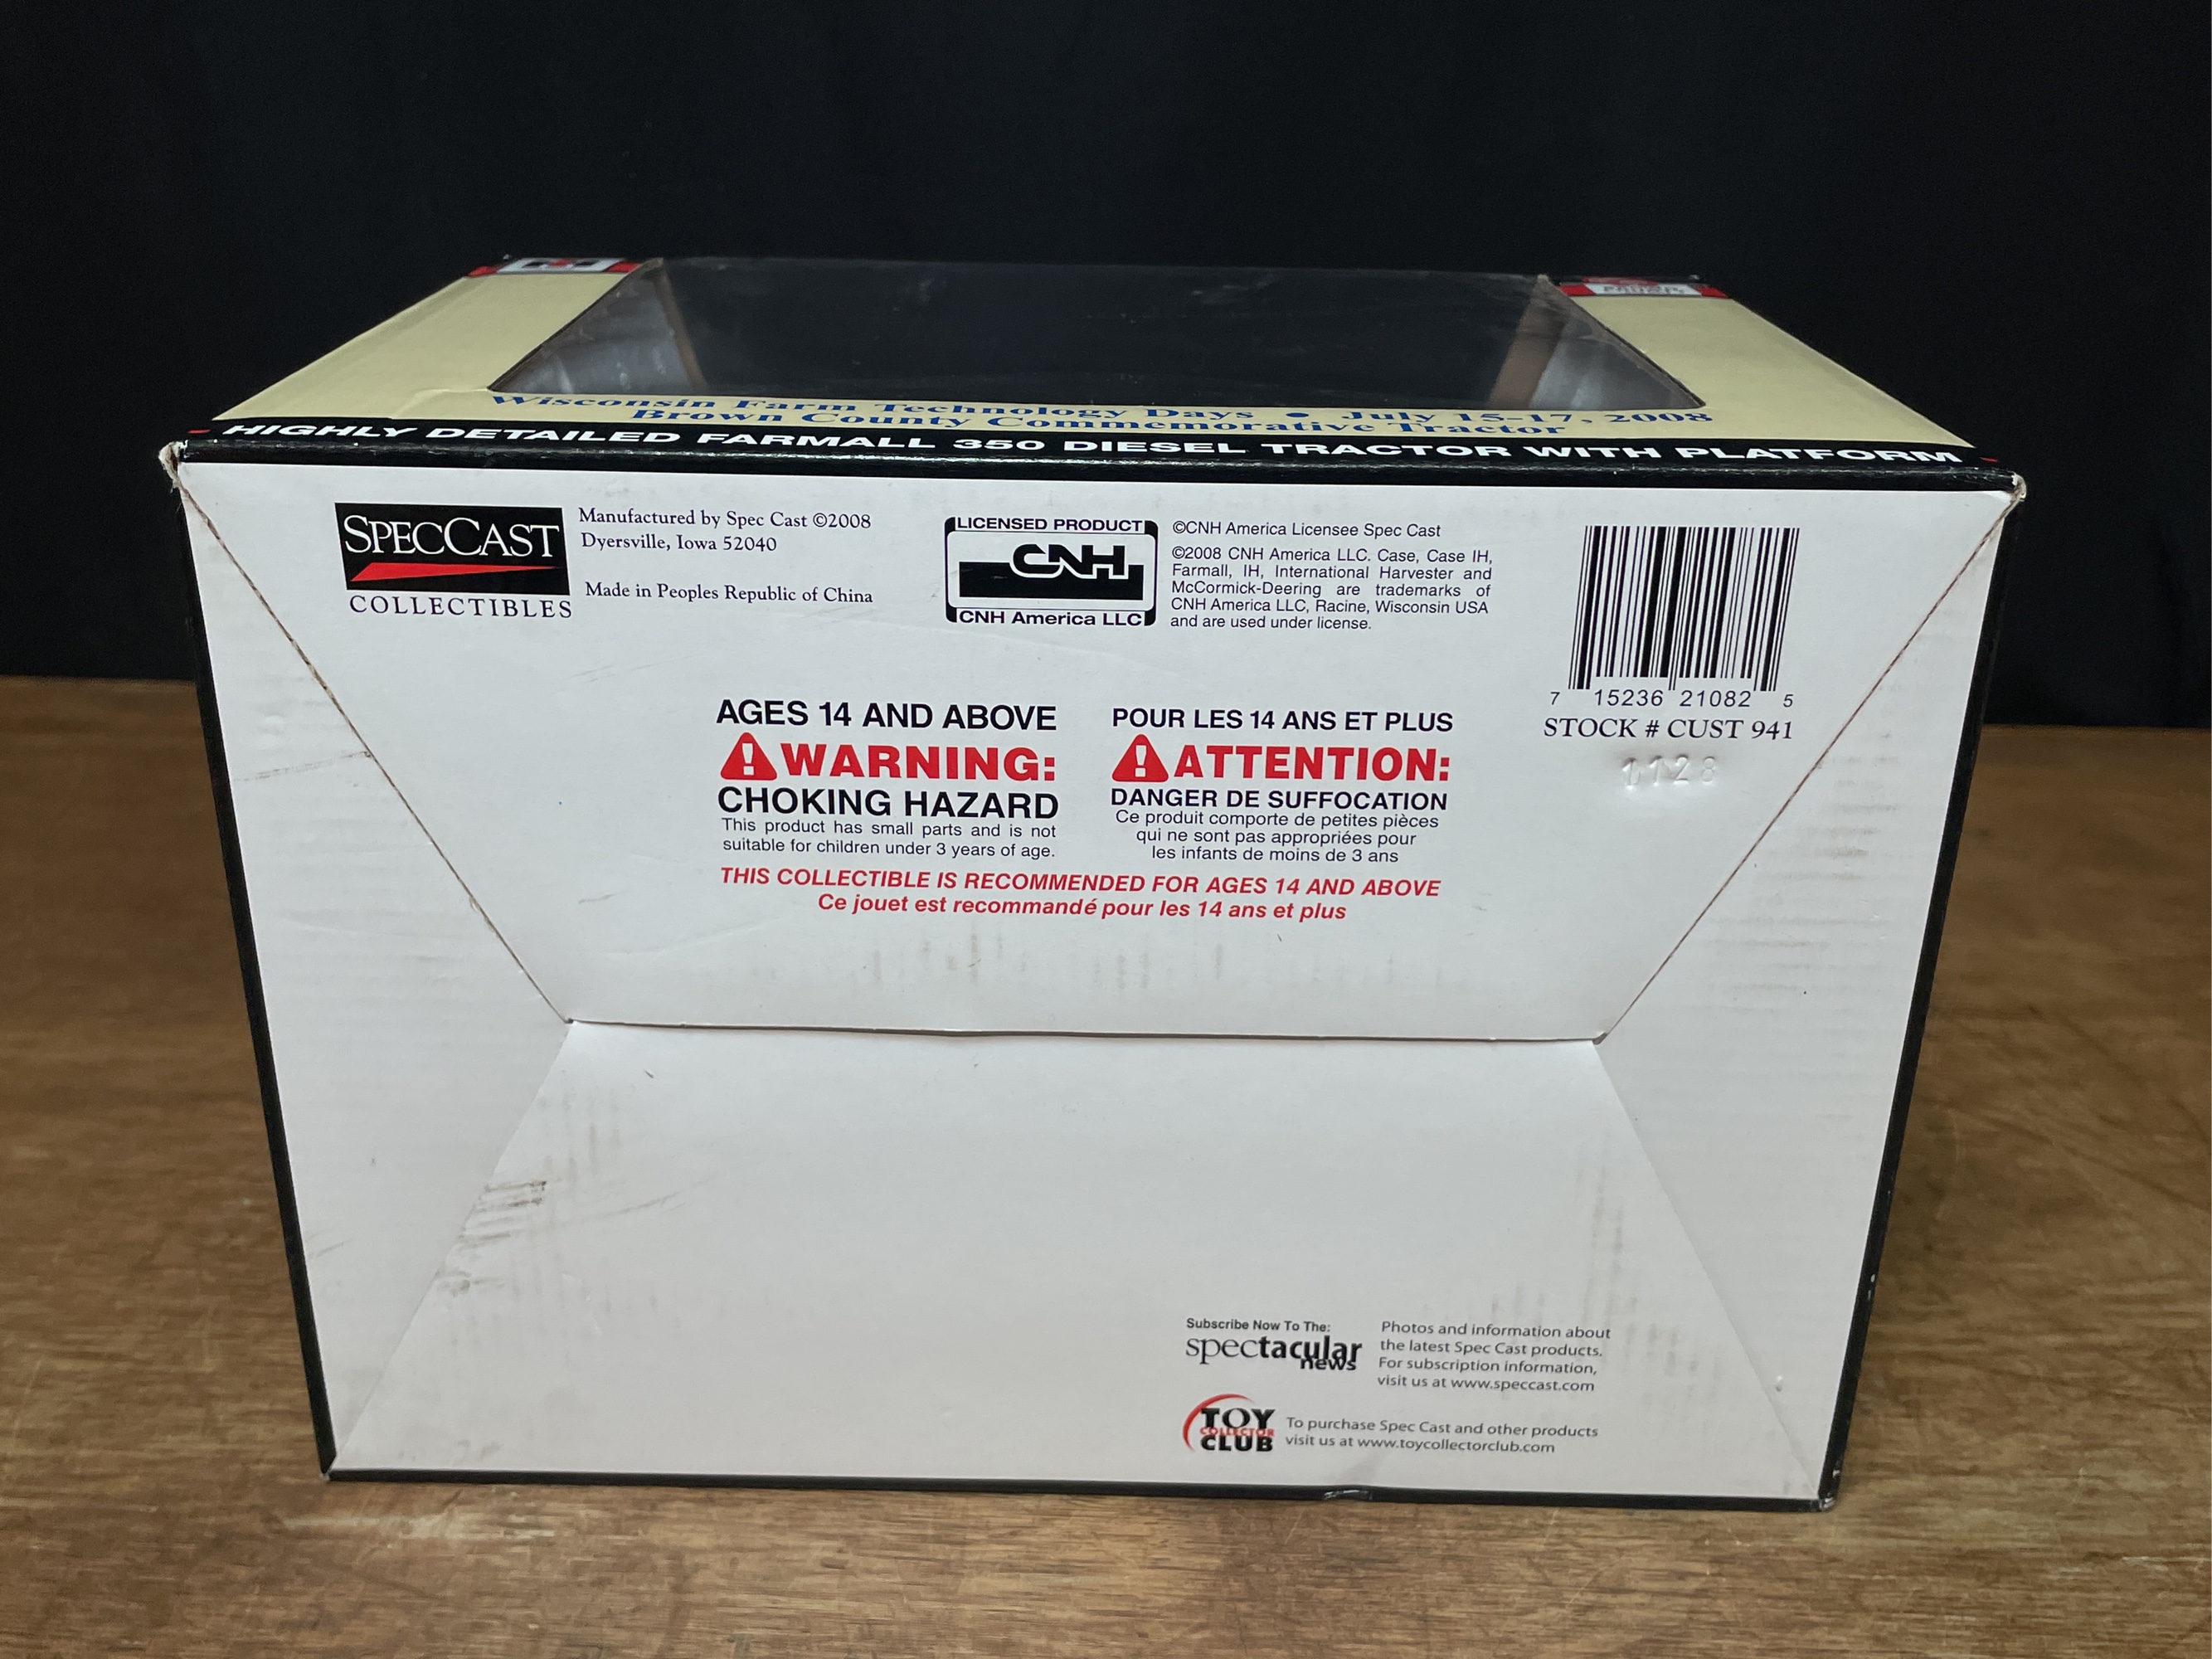 Wisconsin Farm Technology Days • July 15-17, 2008
Brown County Commemorative Tractor
HIGHLY DETAILED FARMALL 350 DIESEL TRACTOR WITH PLATFORM
SPECCAST
COLLECTIBLES
Manufactured by Spec Cast ©2008
Dyersville, Iowa 52040
Made in Peoples Republic of China
LICENSED PRODUCT
CNH
CNH America LLC
©CNH America Licensee Spec Cast
©2008 CNH America LLC. Case, Case IH,
Farmall, IH, International Harvester and
McCormick-Deering are trademarks of
CNH America LLC, Racine, Wisconsin USA
and are used under license.
7 15236 21082 5
STOCK # CUST 941
1128
AGES 14 AND ABOVE
WARNING:
CHOKING HAZARD
This product has small parts and is not
suitable for children under 3 years of age.
POUR LES 14 ANS ET PLUS
ATTENTION:
DANGER DE SUFFOCATION
Ce produit comporte de petites pièces
qui ne sont pas appropriées pour
les infants de moins de 3 ans
THIS COLLECTIBLE IS RECOMMENDED FOR AGES 14 AND ABOVE
Ce jouet est recommandé pour les 14 ans et plus
Subscribe Now To The:
spectacular
news
Photos and information about
the latest Spec Cast products.
For subscription information,
visit us at www.speccast.com
TOY
COLLECTOR
CLUB
To purchase Spec Cast and other products
visit us at www.toycollectorclub.com